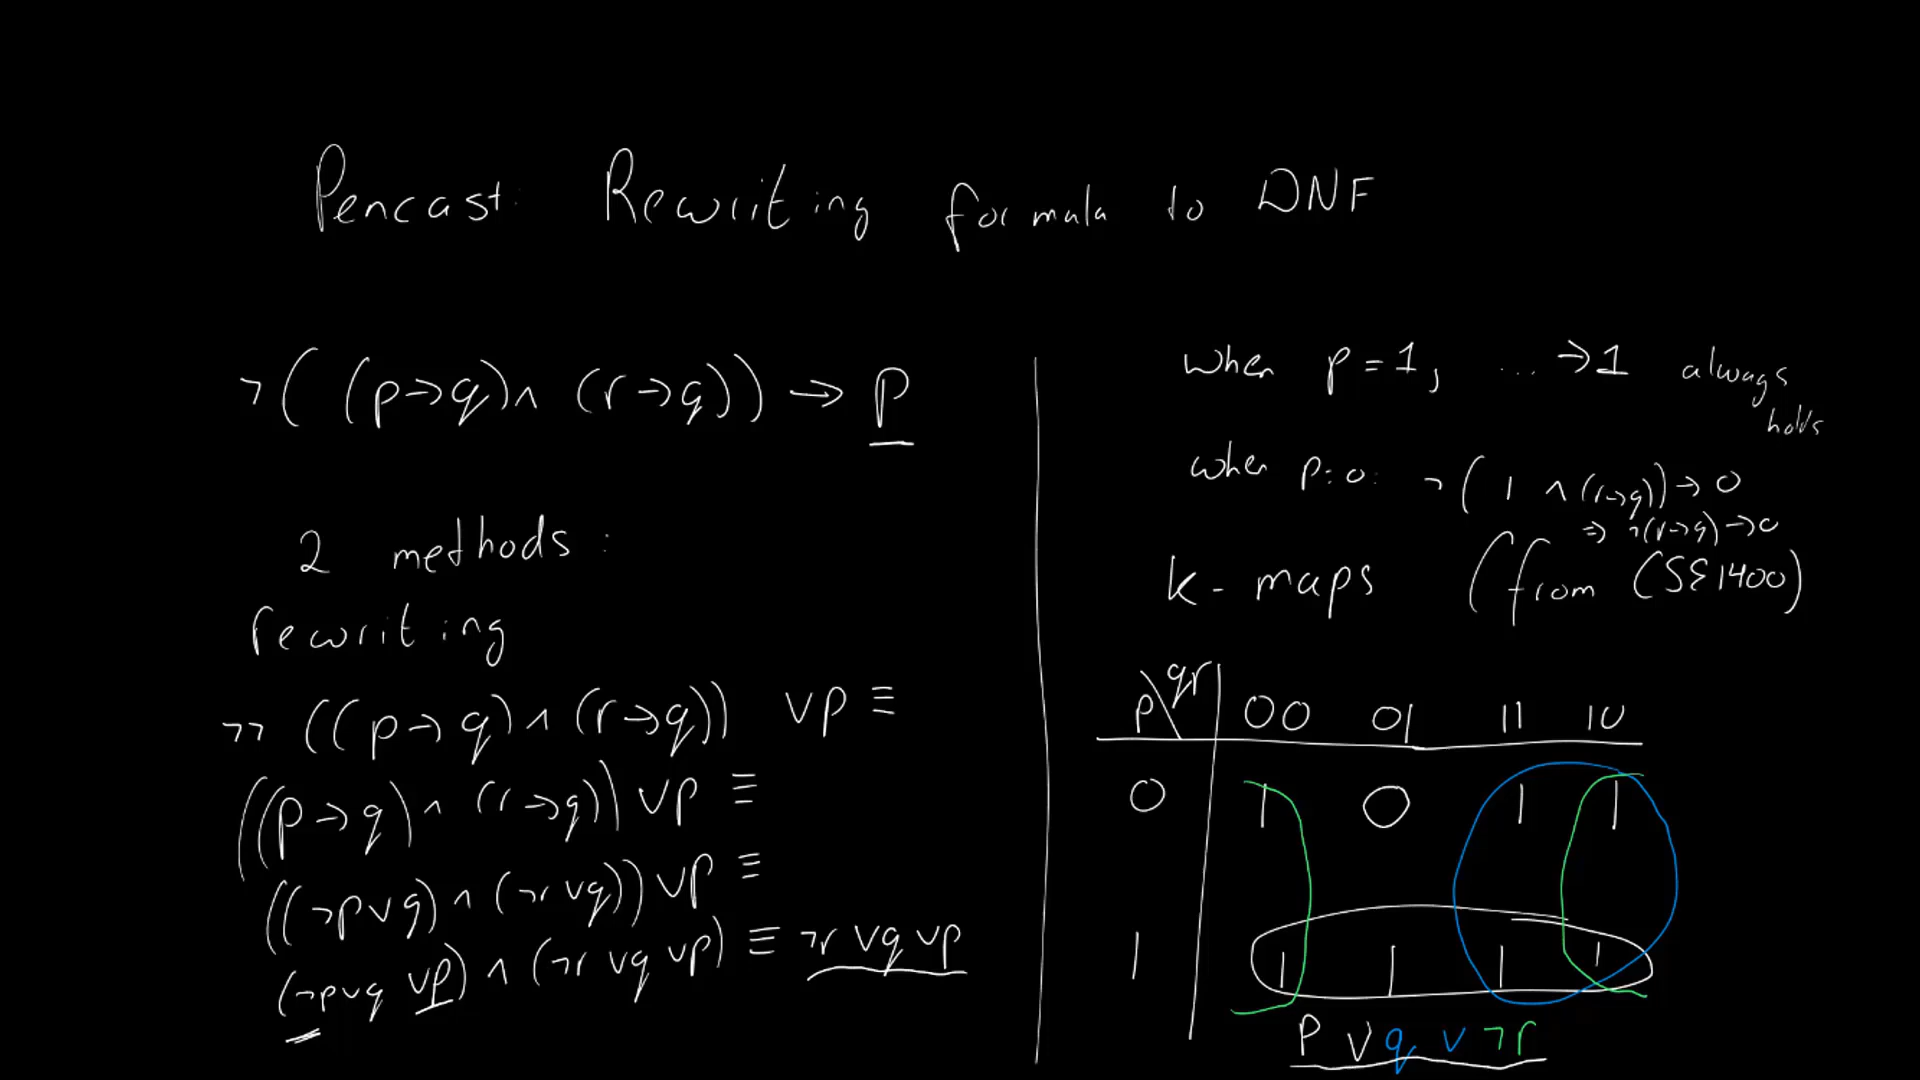 Pencast: Rewriting formula to DNF
¬((p→q)∧(r→q))→p
2 methods:
rewriting
¬¬((p→q)∧(r→q)) ∨p≡
((p→q)∧(r→q))∨p≡
((¬p∨q)∧(¬r∨q))∨p≡
(¬p∨q∨p)∧(¬r∨q∨p)≡¬r∨q∨p
when p=1, ...→1 always
holds
when p=0: ¬(1∧(r→q))→0
⇒¬(r→q)→0
k-maps (from CSE1400)
p\qr 00 01 11 10
0 1 0 1 1
1 1 1 1 1
p∨q∨¬r